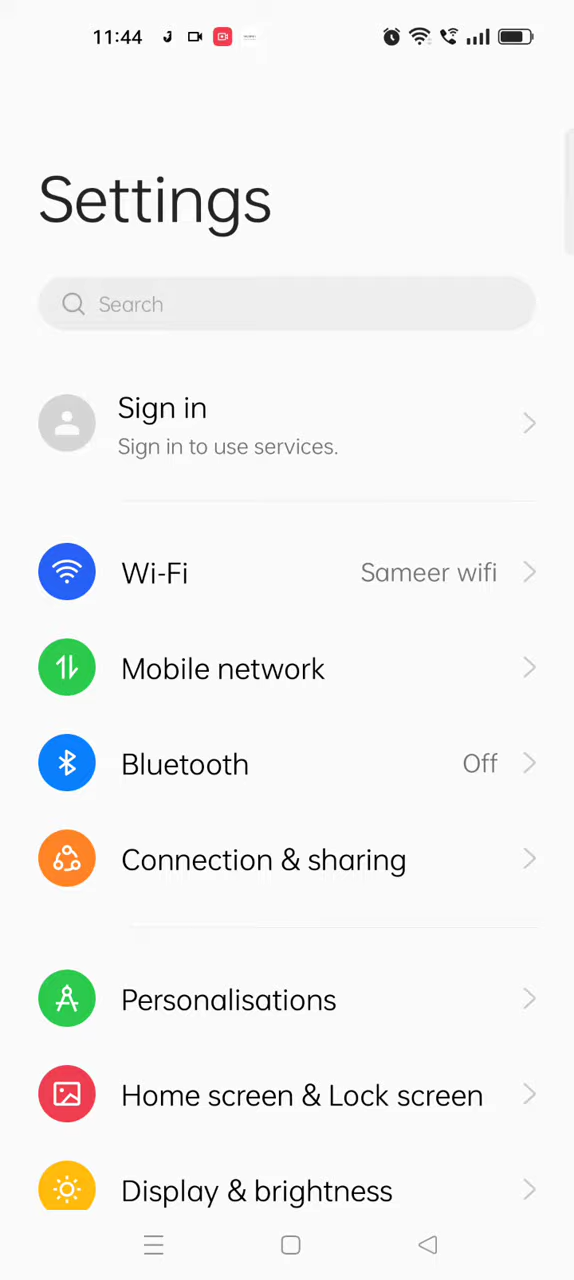 11:44
Settings
Search
Sign in
Sign in to use services.
Wi-Fi Sameer wifi
Mobile network
Bluetooth Off
Connection & sharing
Personalisations
Home screen & Lock screen
Display & brightness